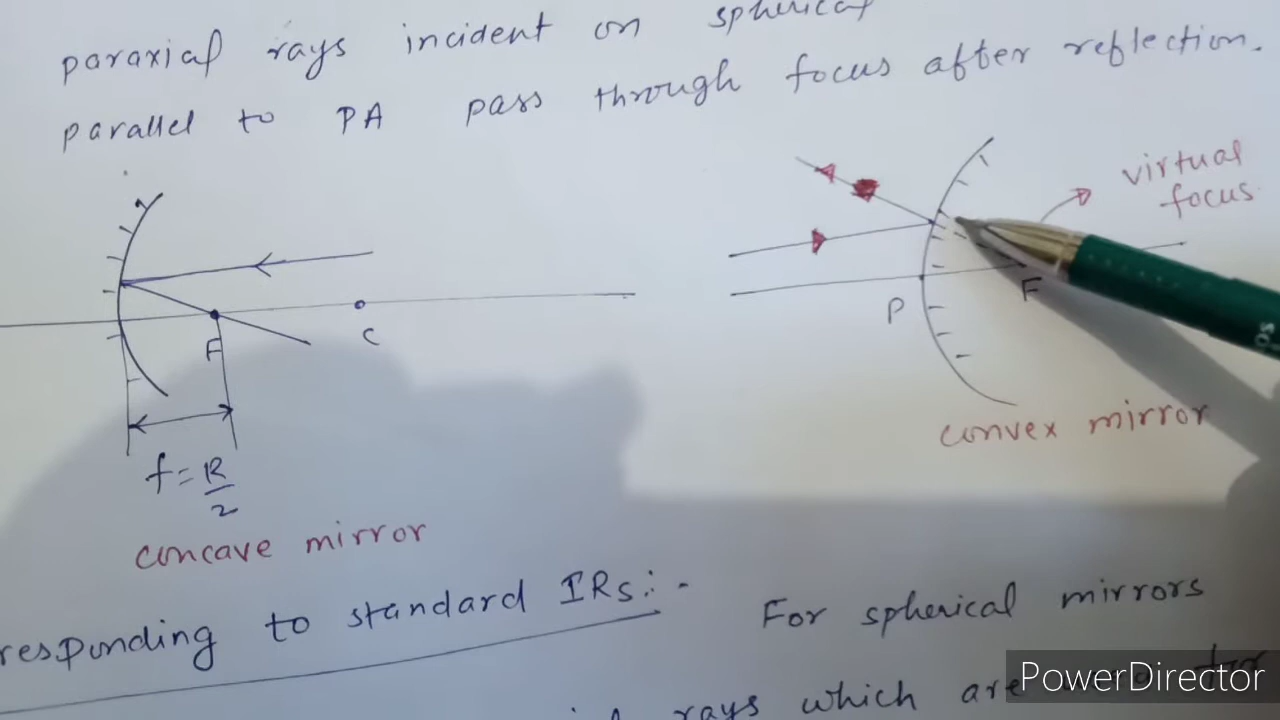 paraxial rays incident on spherical
parallel to PA pass through focus after reflection.
virtual
focus
F
C
P
F
f = R/2
convex mirror
concave mirror
responding to standard IRs:-
For spherical mirrors
rays which are
PowerDirector